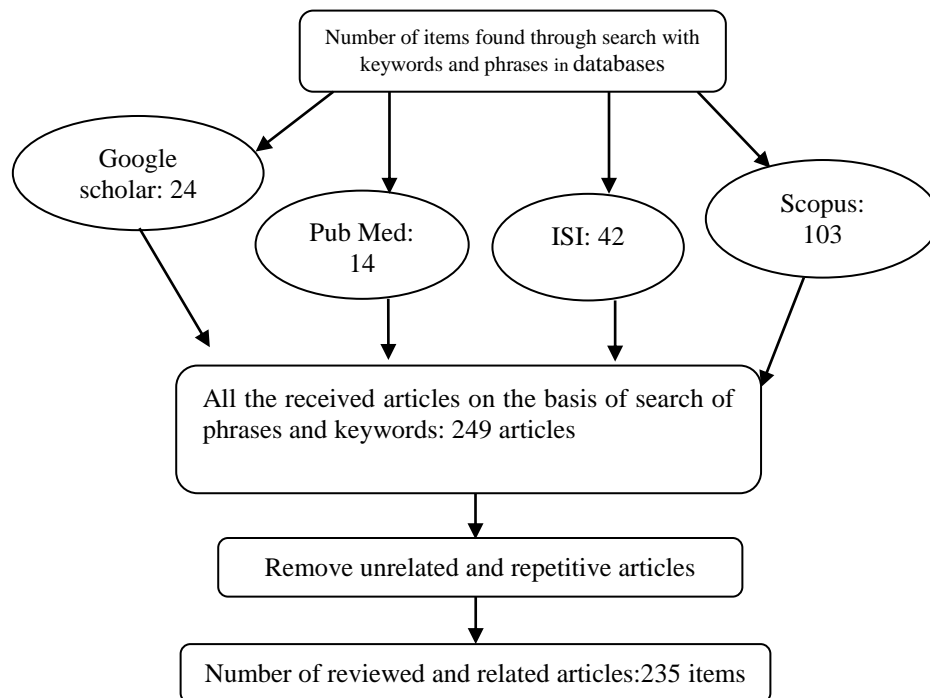 Number of items found through search with
keywords and phrases in databases
Google
scholar: 24
Pub Med:
14
ISI: 42
Scopus:
103
All the received articles on the basis of search of
phrases and keywords: 249 articles
Remove unrelated and repetitive articles
Number of reviewed and related articles:235 items